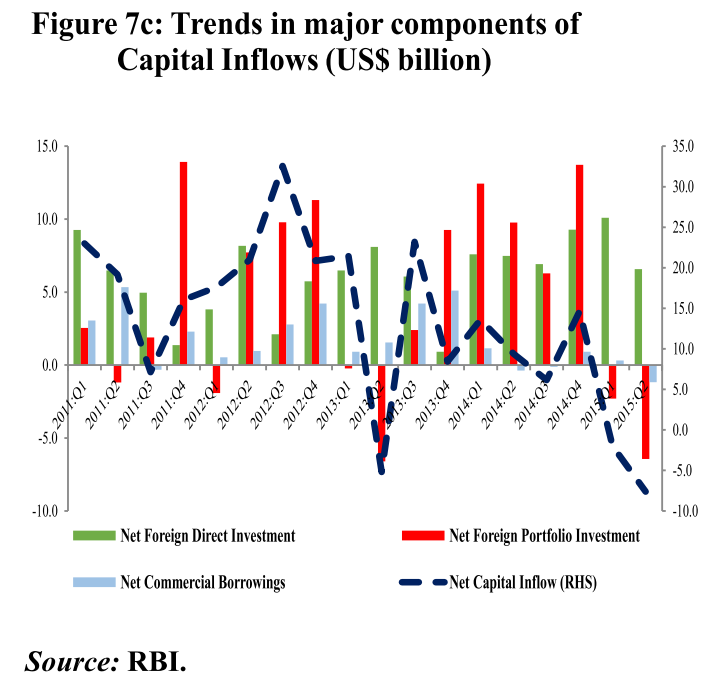 Figure 7c: Trends in major components of
Capital Inflows (US$ billion)
15.0
10.0
5.0
0.0
-5.0
-10.0
35.0
30.0
25.0
20.0
15.0
10.0
5.0
0.0
-5.0
-10.0
2011:Q1
2011:Q2
2011:Q3
2011:Q4
2012:Q1
2012:Q2
2012:Q3
2012:Q4
2013:Q1
2013:Q2
2013:Q3
2013:Q4
2014:Q1
2014:Q2
2014:Q3
2014:Q4
2015:Q1
2015:Q2
Net Foreign Direct Investment
Net Foreign Portfolio Investment
Net Commercial Borrowings
Net Capital Inflow (RHS)
Source: RBI.